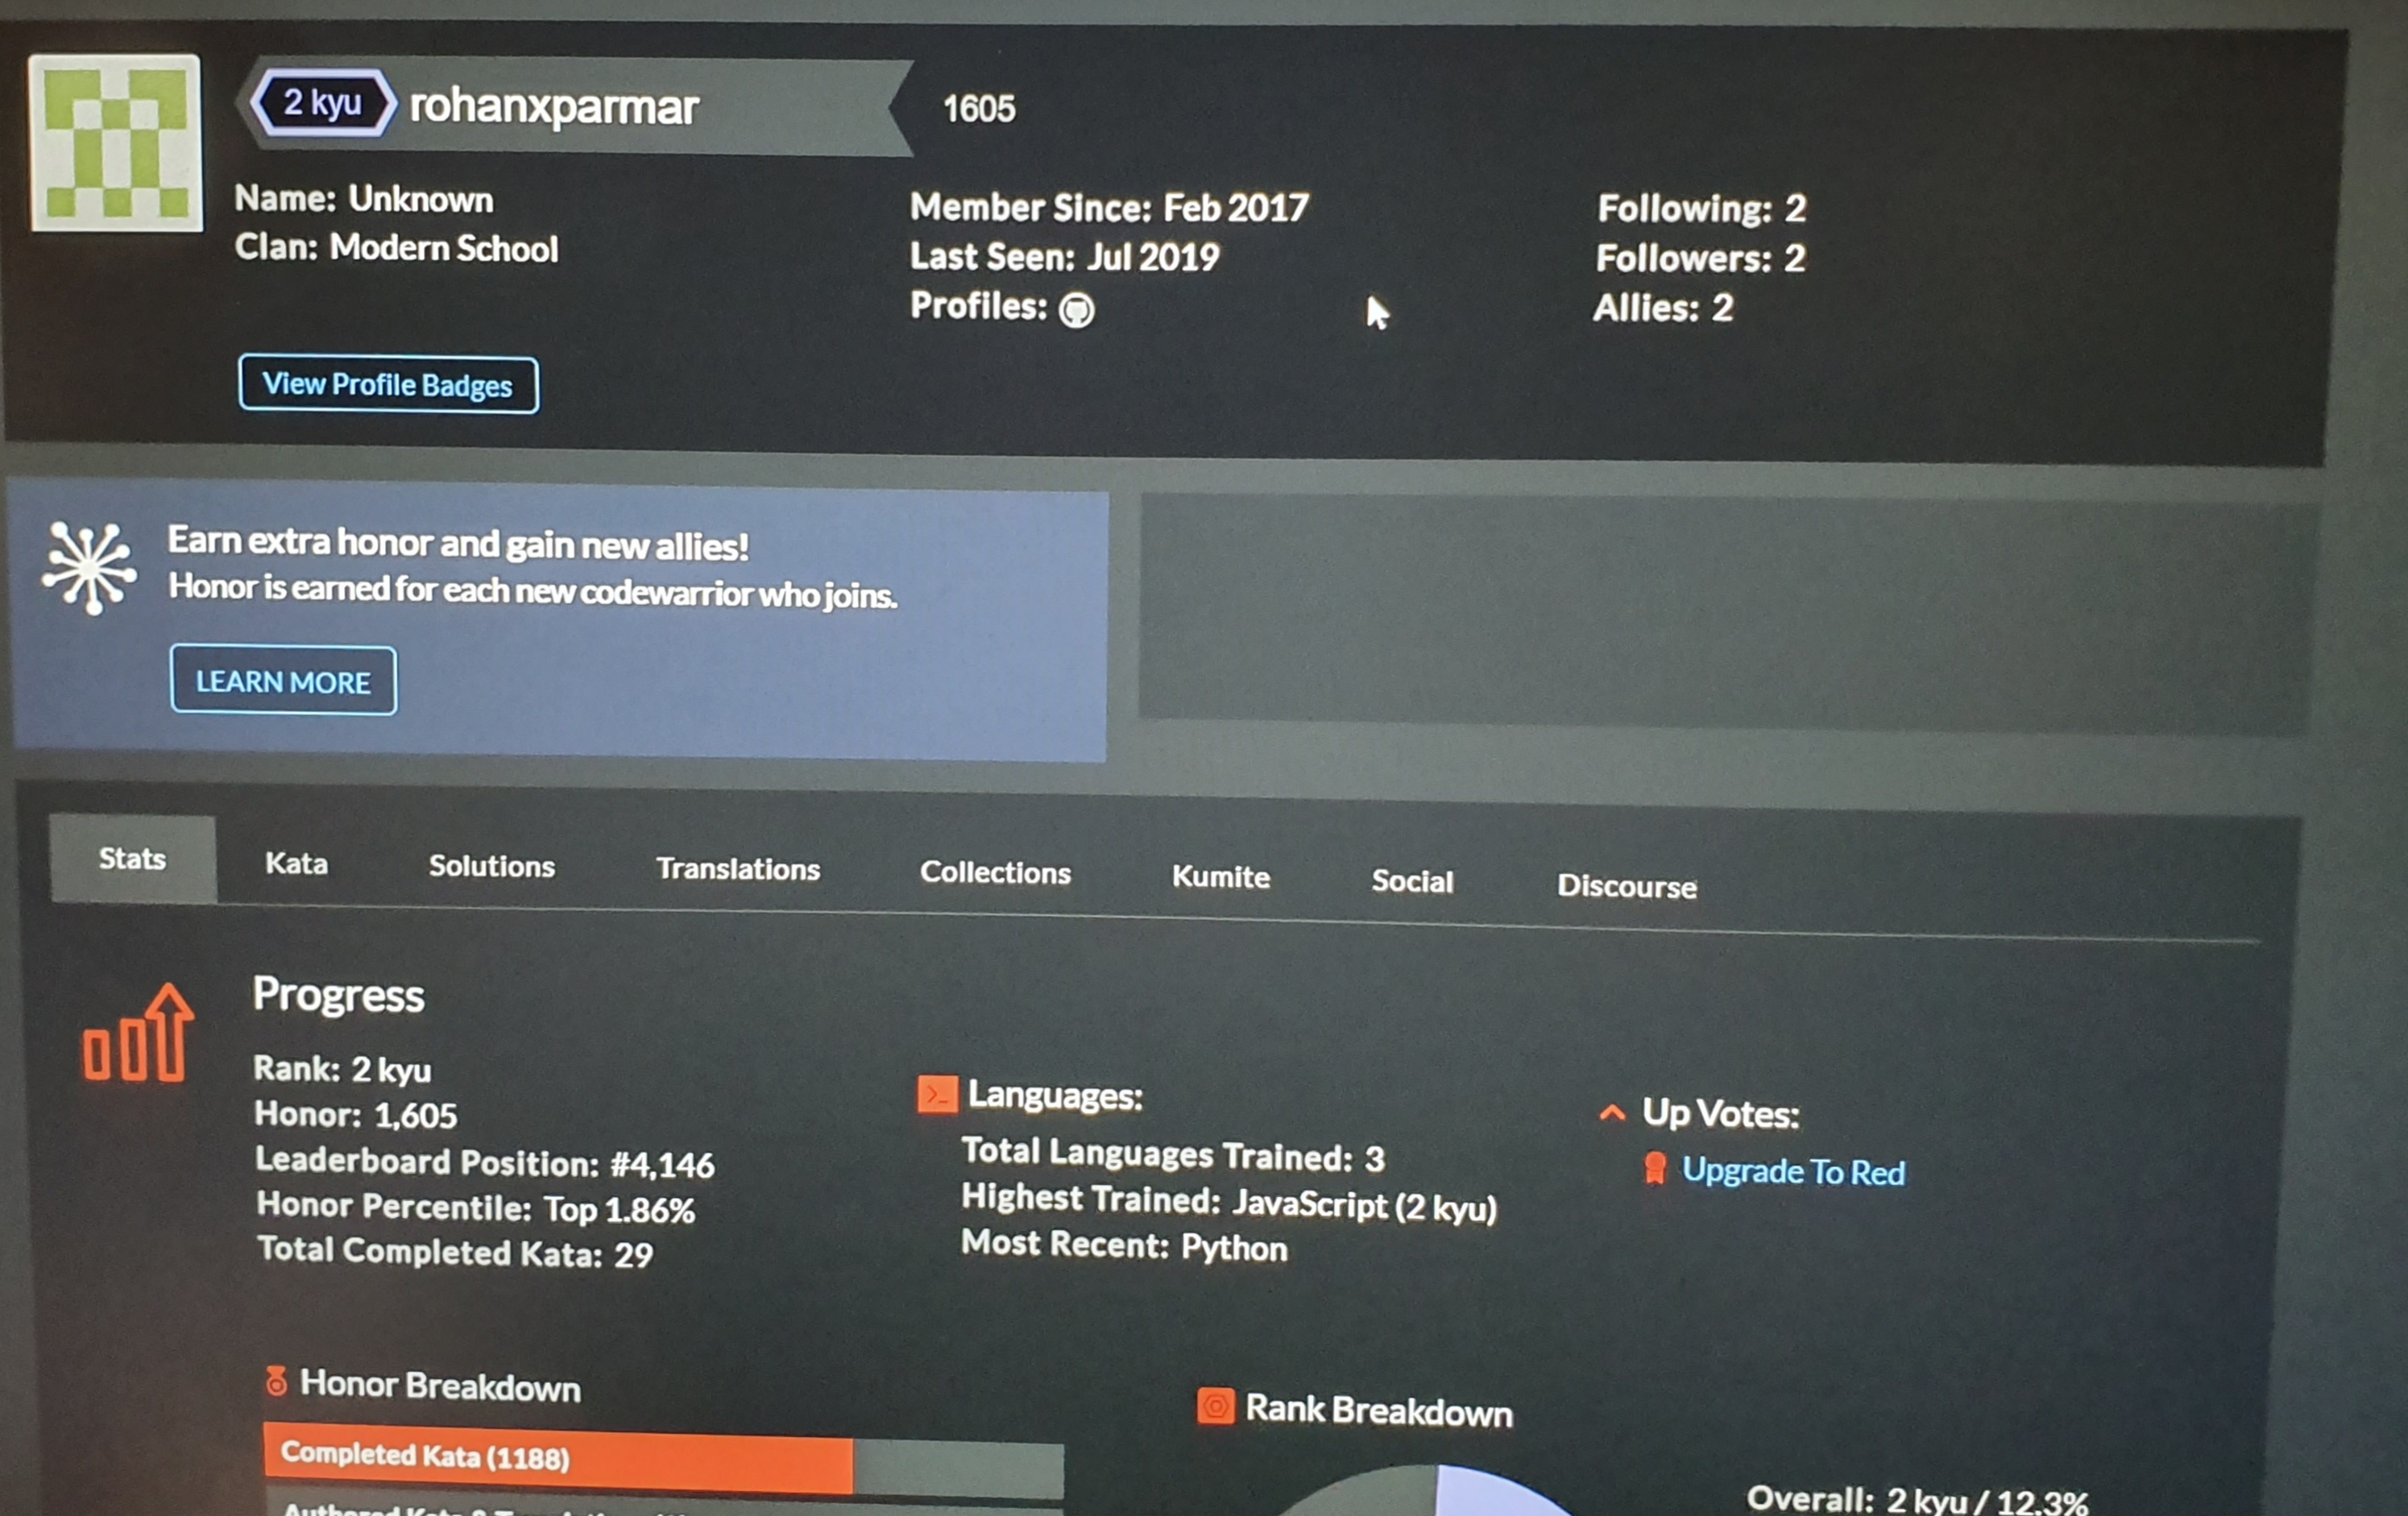 2 kyu rohanxparmar 1605
Name: Unknown
Clan: Modern School
Member Since: Feb 2017
Last Seen: Jul 2019
Profiles:
Following: 2
Followers: 2
Allies: 2
View Profile Badges
Earn extra honor and gain new allies!
Honor is earned for each new codewarrior who joins.
LEARN MORE
Stats Kata Solutions Translations Collections Kumite Social Discourse
Progress
Rank: 2 kyu
Honor: 1,605
Leaderboard Position: #4,146
Honor Percentile: Top 1.86%
Total Completed Kata: 29
Languages:
Total Languages Trained: 3
Highest Trained: JavaScript (2 kyu)
Most Recent: Python
Up Votes:
Upgrade To Red
Honor Breakdown
Completed Kata (1188)
Rank Breakdown
Overall: 2 kyu / 12.3%